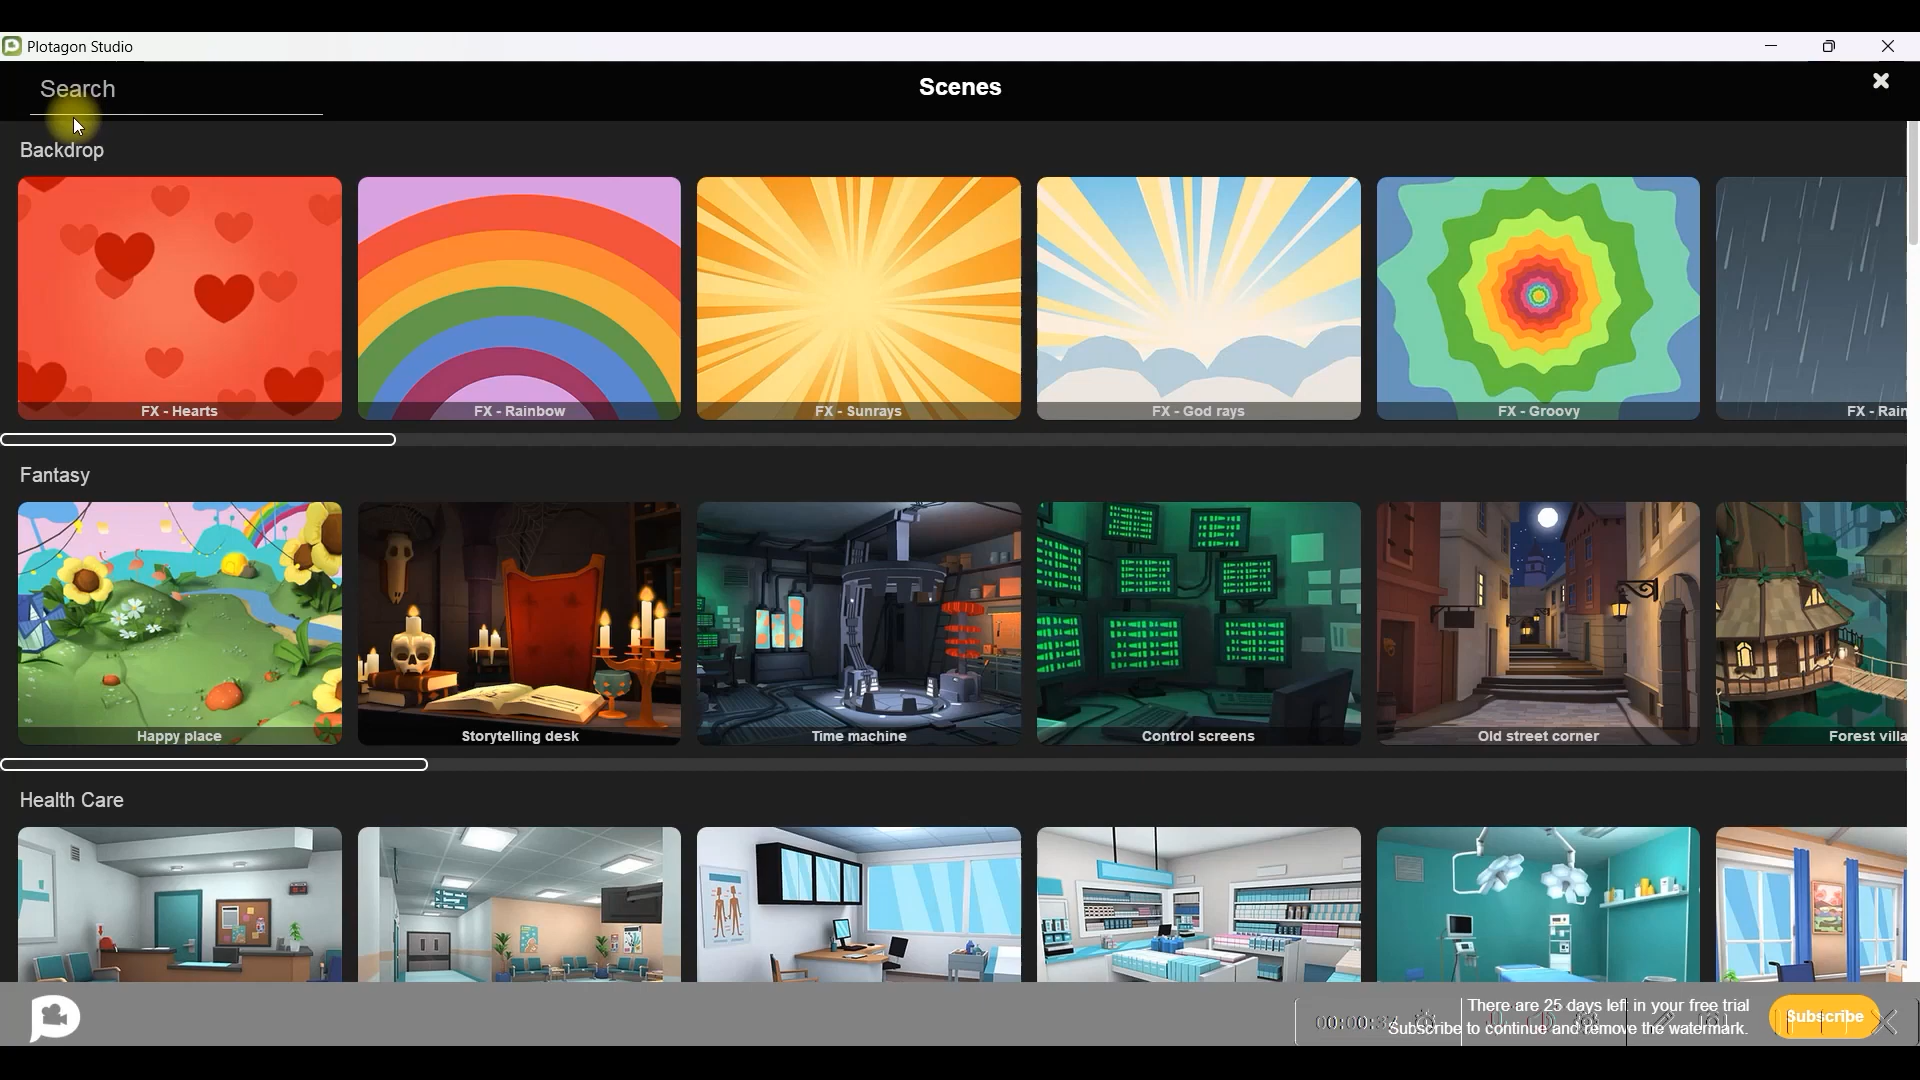 Plotagon Studio
Search
Scenes
Backdrop
FX - Hearts
FX - Rainbow
FX - Sunrays
FX - God rays
FX - Groovy
FX - Rain
Fantasy
Happy place
Storytelling desk
Time machine
Control screens
Old street corner
Forest villa
Health Care
There are 25 days left in your free trial
Subscribe to continue and remove the watermark.
Subscribe